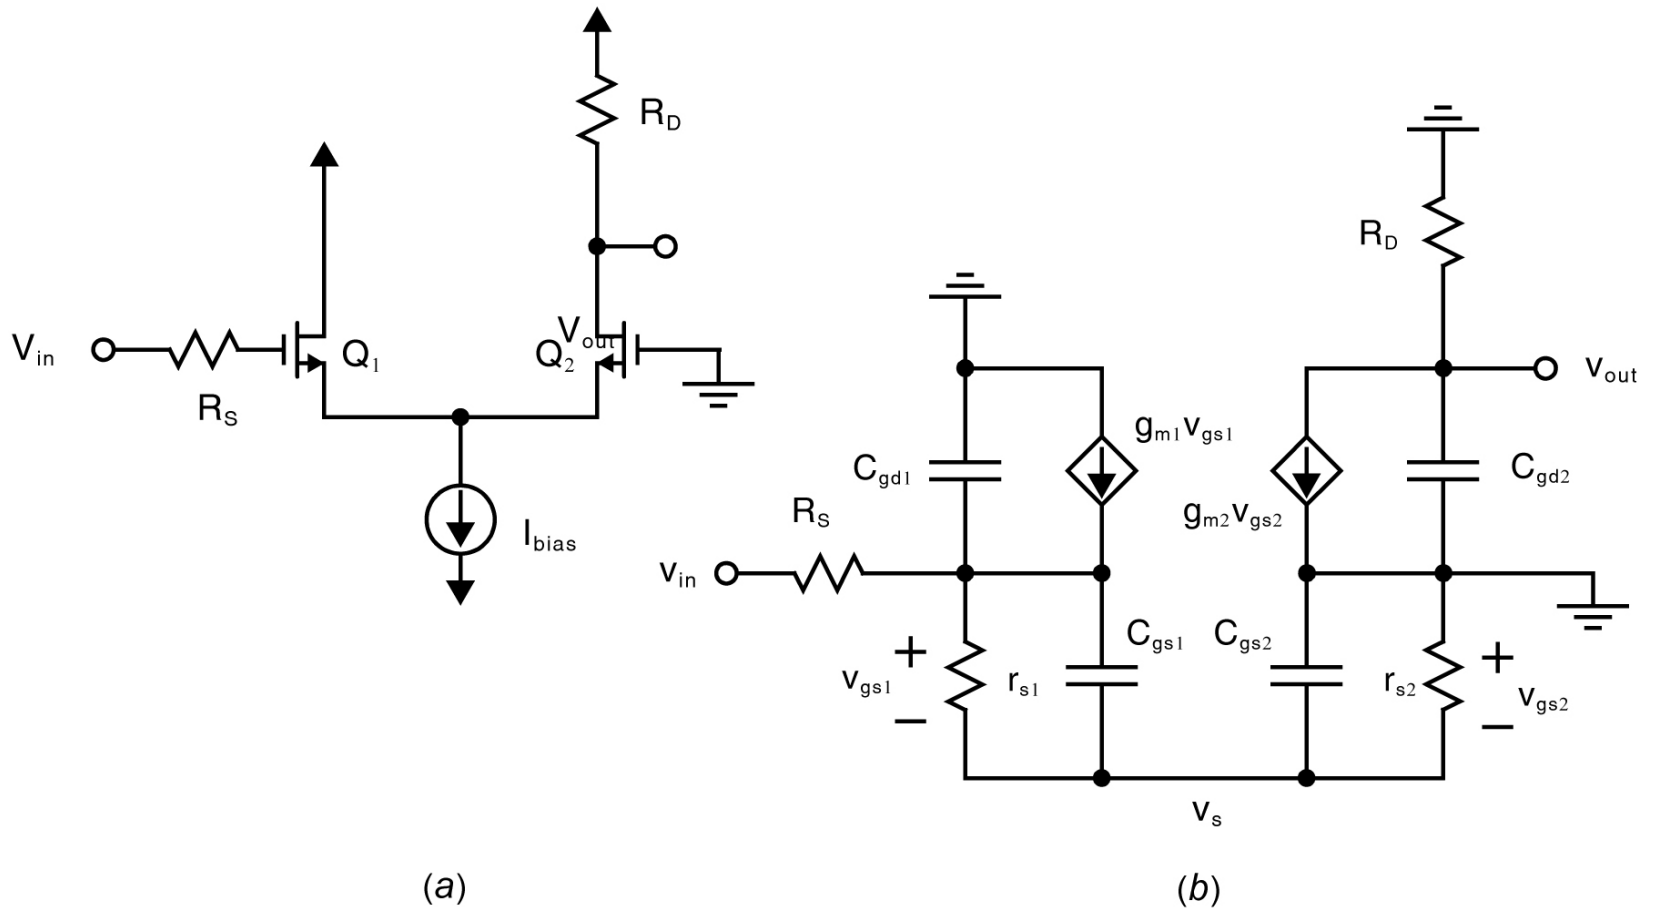 R_D
V_in
R_S
Q_1
V_out
Q_2
I_bias
(a)
R_D
v_out
g_m1 v_gs1
C_gd1
C_gd2
g_m2 v_gs2
R_S
v_in
+
v_gs1
−
r_s1
C_gs1
C_gs2
r_s2
+
v_gs2
−
v_s
(b)